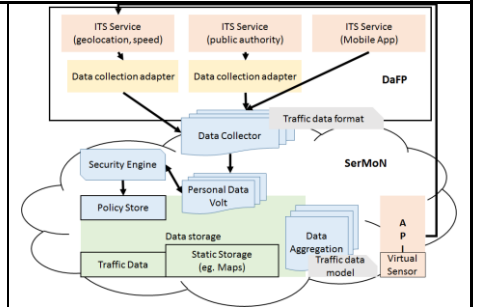 ITS Service
(geolocation, speed)
ITS Service
(public authority)
ITS Service
(Mobile App)
Data collection adapter
Data collection adapter
DaFP
Traffic data format
Data Collector
SerMoN
Security Engine
Personal Data
Volt
Policy Store
Data storage
Data
Aggregation
A
P
I
Traffic Data
Static Storage
(eg. Maps)
Traffic data
model
Virtual
Sensor